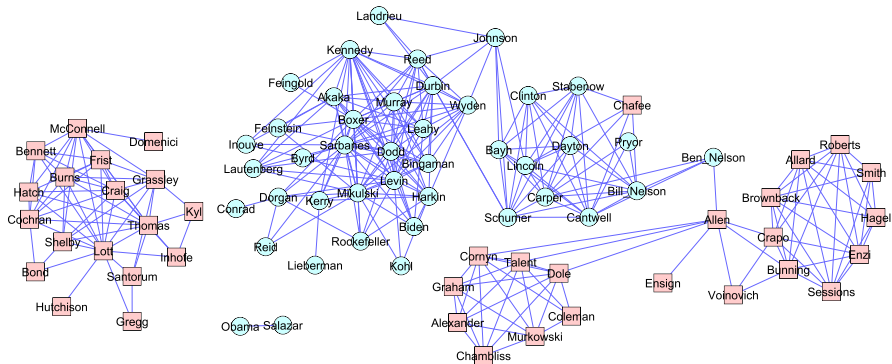 Landrieu
Johnson
Kennedy
Reed
Feingold
Durbin
Akaka
Murray
Wyden
Clinton
Stabenow
Chafee
Boxer
Leahy
McConnell
Domenici
Feinstein
Inouye
Sarbanes
Dodd
Bingaman
Byrd
Lautenberg
Bayh
Dayton
Pryor
Lincoln
Ben_Nelson
Roberts
Allard
Smith
Bennett
Frist
Burns
Grassley
Hatch
Craig
Levin
Mikulski
Harkin
Dorgan
Kerry
Conrad
Carper
Bill_Nelson
Brownback
Hagel
Cochran
Thomas
Kyl
Schumer
Cantwell
Allen
Biden
Crapo
Shelby
Lott
Inhofe
Reid
Rockefeller
Enzi
Bond
Santorum
Lieberman
Kohl
Cornyn
Talent
Dole
Bunning
Graham
Ensign
Voinovich
Sessions
Hutchison
Gregg
Obama
Salazar
Alexander
Coleman
Murkowski
Chambliss